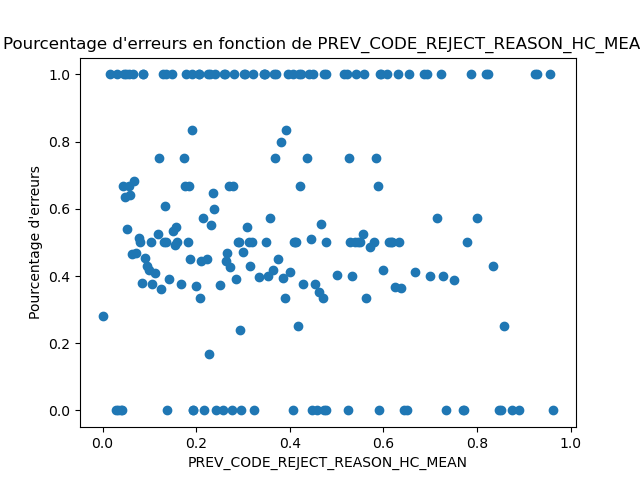 Pourcentage d'erreurs en fonction de PREV_CODE_REJECT_REASON_HC_MEA
1.0
0.8
0.6
0.4
0.2
0.0
Pourcentage d'erreurs
0.0 0.2 0.4 0.6 0.8 1.0
PREV_CODE_REJECT_REASON_HC_MEAN